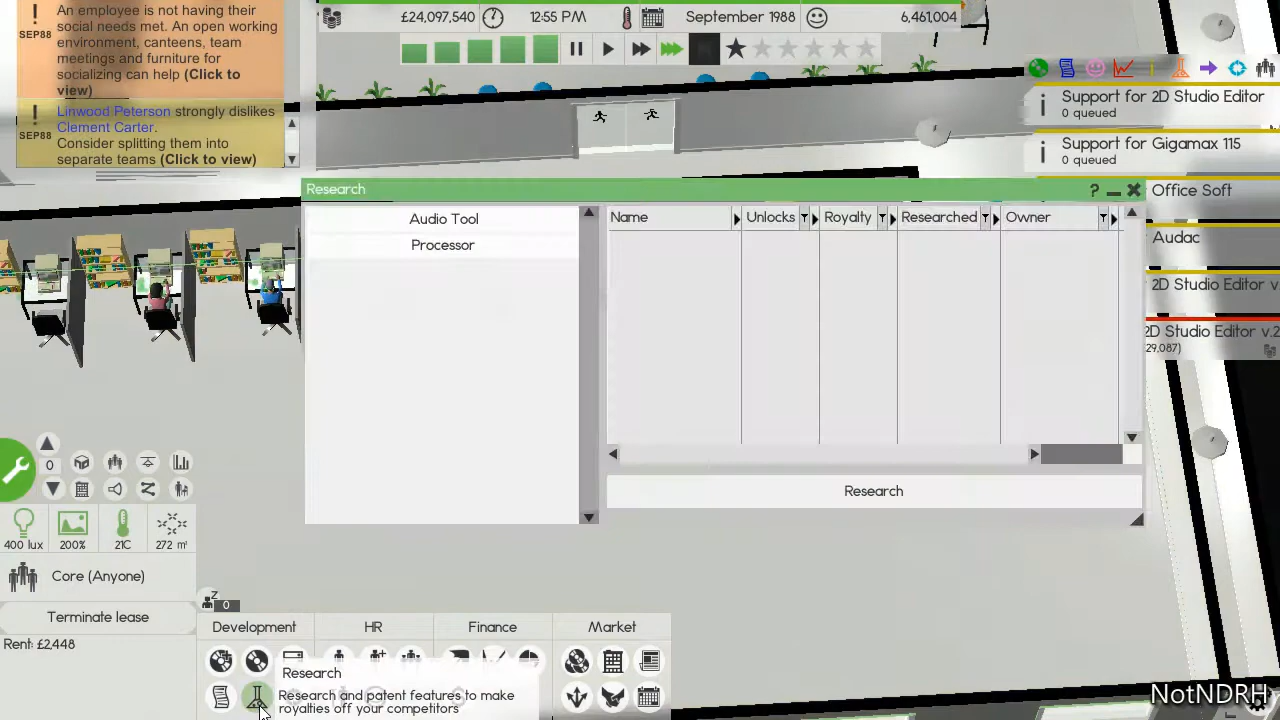 An employee is not having their
social needs met. An open working
environment, canteens, team
meetings and furniture for
socializing can help (Click to
view)
SEP88
Linwood Peterson strongly dislikes
Clement Carter.
Consider splitting them into
separate teams (Click to view)
SEP88
£24,097,540
12:55 PM
September 1988
6,461,004
Support for 2D Studio Editor
0 queued
Support for Gigamax 115
0 queued
Office Soft
Audac
2D Studio Editor v
2D Studio Editor v.2
29,087)
Research
?
Audio Tool
Processor
Name
Unlocks
Royalty
Researched
Owner
Research
0
400 lux
200%
21C
272 m²
Core (Anyone)
Terminate lease
Rent: £2,448
z
0
Development
HR
Finance
Market
Research
Research and patent features to make
royalties off your competitors
NotNDRH